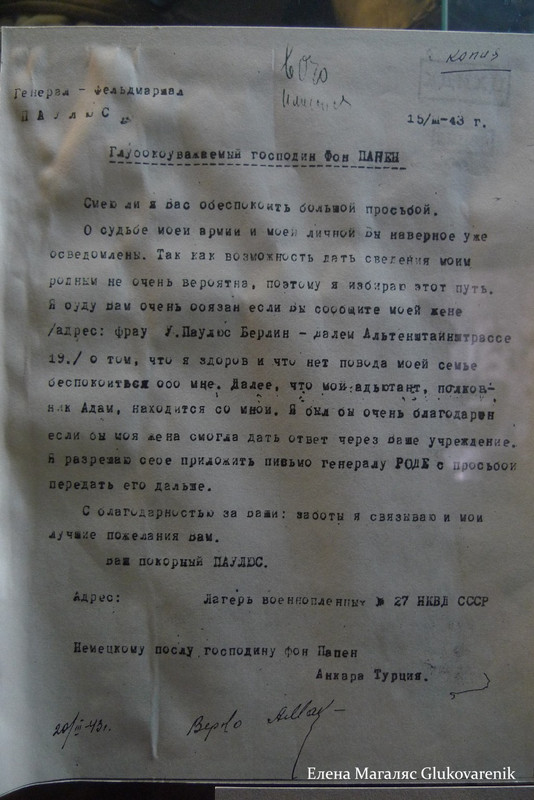 копия
Генерал – фельдмаршал
ПАУЛЮС
15/III-43 г.
Глубокоуважаемый господин Фон ПАПЕН
Смею ли я Вас обеспокоить большой просьбой.
О судьбе моей армии и моей личной Вы наверное уже
осведомлены. Так как возможность дать сведения моим
родным не очень вероятна, поэтому я избираю этот путь.
Я буду Вам очень обязан если Вы сообщите моей жене
/адрес: фрау У.Паулюс Берлин – Далем Альтенштайнштрассе
19./ о том, что я здоров и что нет повода моей семье
беспокоиться обо мне. Далее, что мой адъютант, полков-
ник Адам, находится со мной. Я был бы очень благодарен
если бы моя жена смогла дать ответ через Ваше учреждение.
Я разрешаю себе приложить письмо генералу РОДЕ с просьбой
передать его дальше.
С благодарностью за Ваши: заботы я связываю и мои
лучшие пожелания Вам.
Ваш покорный ПАУЛЮС.
Адрес: Лагерь военнопленных № 27 НКВД СССР
Немецкому послу господину фон Папен
Анкара Турция.
20/III-43г. Верно
Елена Магаляс Glukovarenik